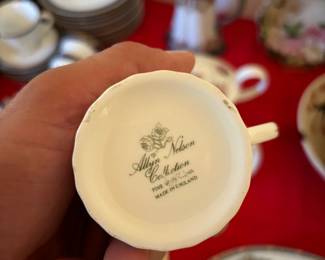 Allyn Nelson
Collection
FINE BONE CHINA
MADE IN ENGLAND